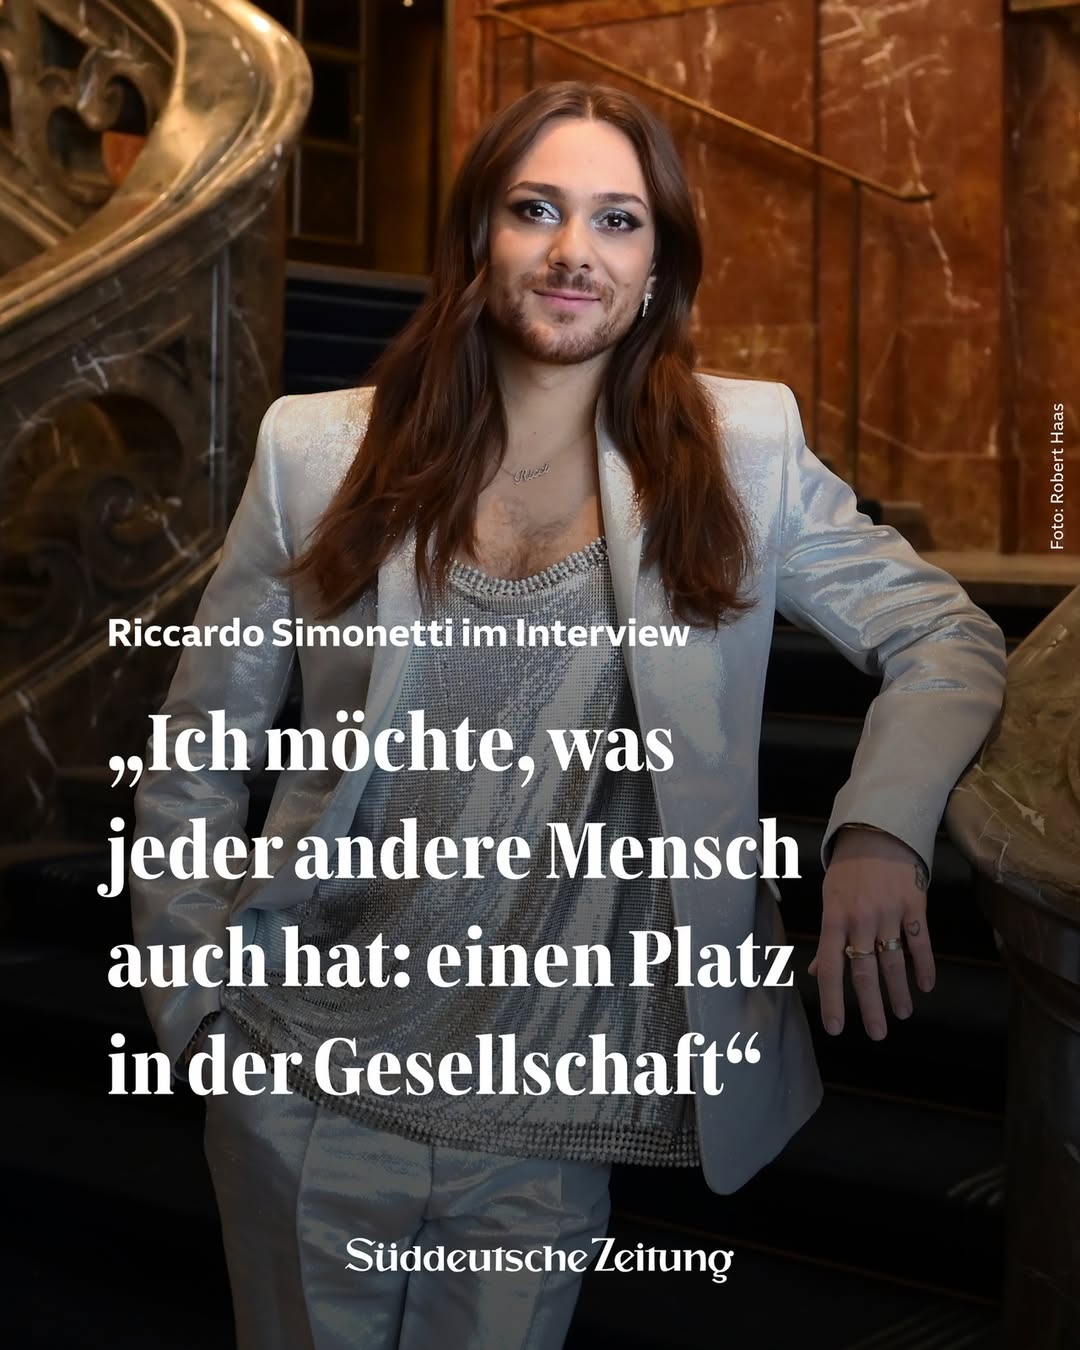 Ricci
Foto: Robert Haas
Riccardo Simonetti im Interview
„Ich möchte, was
jeder andere Mensch
auch hat: einen Platz
in der Gesellschaft“
Süddeutsche Zeitung